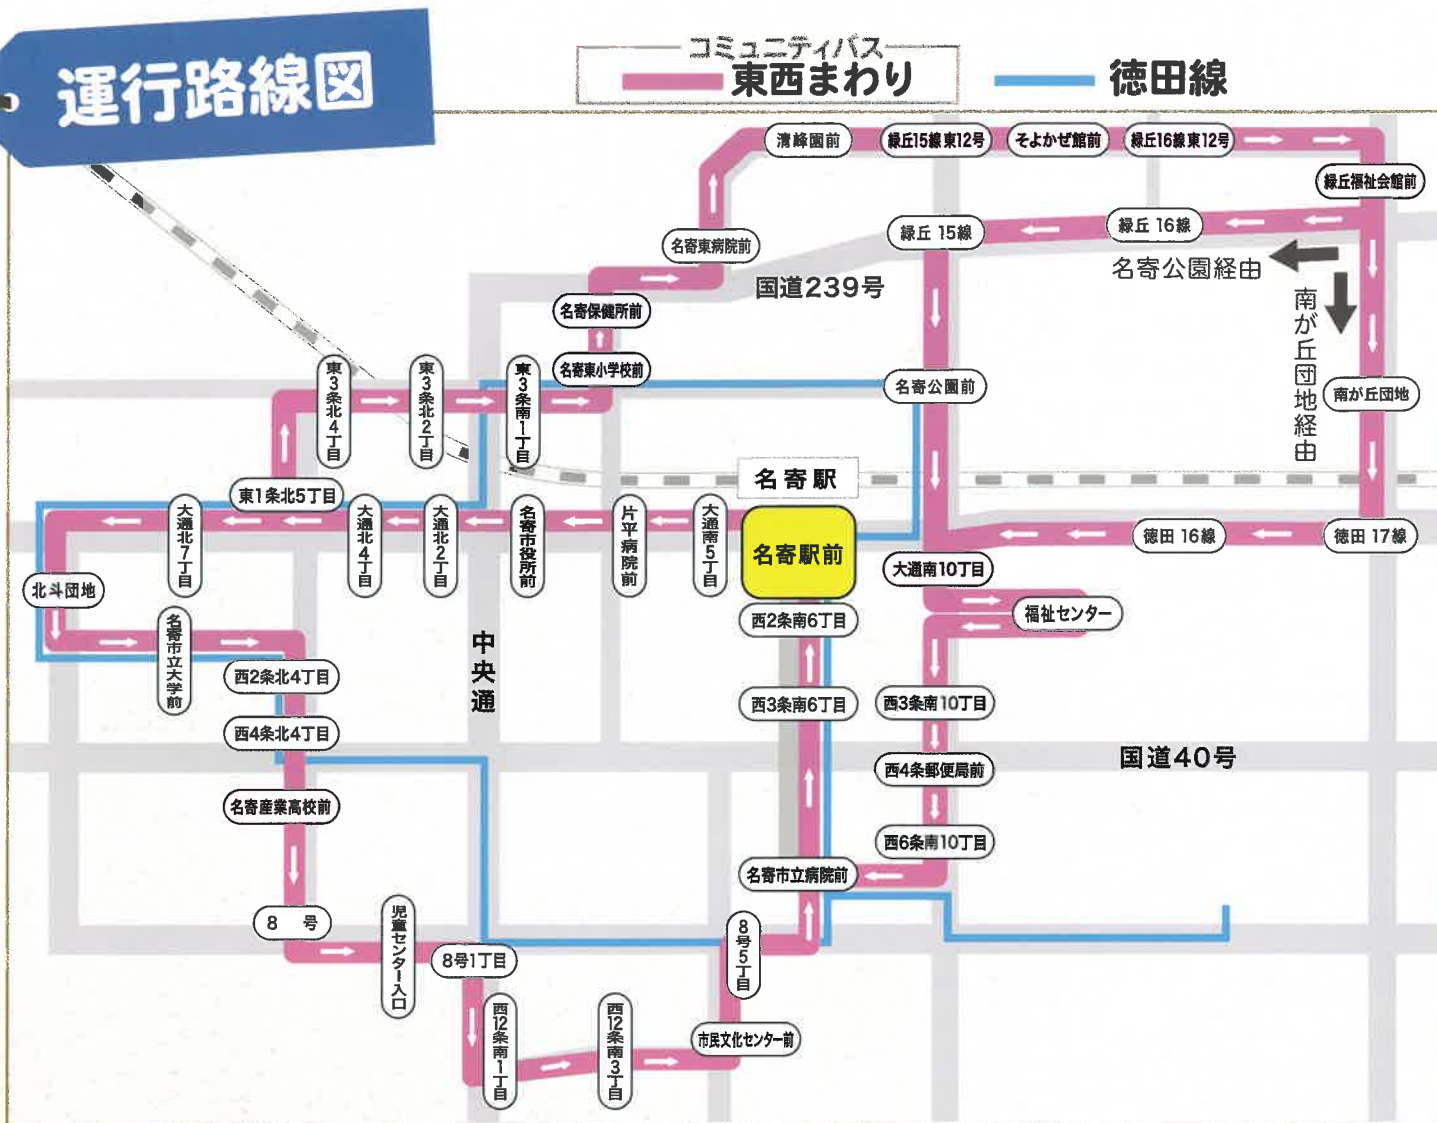 運行路線図
コミュニティバス
東西まわり
徳田線
清峰園前
緑丘15線東12号
そよかぜ館前
緑丘16線東12号
緑丘福祉会館前
名寄東病院前
緑丘 15線
緑丘 16線
名寄公園経由
国道239号
南が丘団地経由
名寄保健所前
名寄東小学校前
東3条北4丁目
東3条北2丁目
東3条南1丁目
名寄公園前
南が丘団地
名寄駅
東1条北5丁目
大通北7丁目
大通北4丁目
大通北2丁目
名寄市役所前
片平病院前
大通南5丁目
名寄駅前
徳田 16線
徳田 17線
大通南10丁目
北斗団地
福祉センター
名寄市立大学前
西2条南6丁目
中央通
西2条北4丁目
西3条南6丁目
西3条南10丁目
西4条北4丁目
国道40号
西4条郵便局前
名寄産業高校前
西6条南10丁目
名寄市立病院前
8 号
児童センター入口
8号1丁目
8号5丁目
西12条南1丁目
西12条南3丁目
市民文化センター前